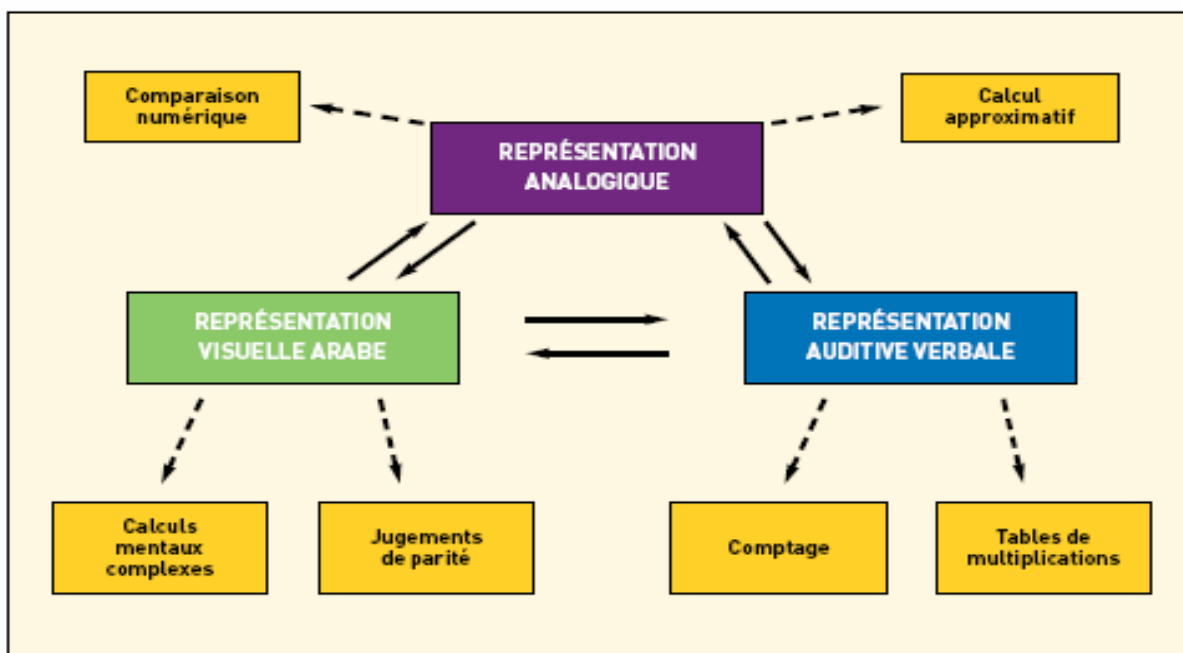 Comparaison
numérique
Calcul
approximatif
REPRÉSENTATION
ANALOGIQUE
REPRÉSENTATION
VISUELLE ARABE
REPRÉSENTATION
AUDITIVE VERBALE
Calculs
mentaux
complexes
Jugements
de parité
Comptage
Tables de
multiplications